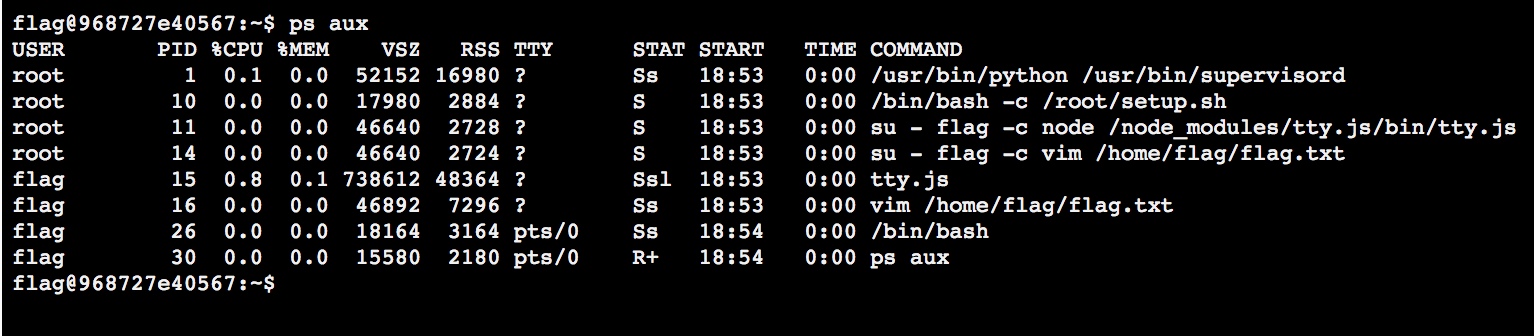 flag@968727e40567:~$ ps aux
USER       PID %CPU %MEM    VSZ   RSS TTY      STAT START   TIME COMMAND
root         1  0.1  0.0  52152 16980 ?        Ss   18:53   0:00 /usr/bin/python /usr/bin/supervisord
root        10  0.0  0.0  17980  2884 ?        S    18:53   0:00 /bin/bash -c /root/setup.sh
root        11  0.0  0.0  46640  2728 ?        S    18:53   0:00 su - flag -c node /node_modules/tty.js/bin/tty.js
root        14  0.0  0.0  46640  2724 ?        S    18:53   0:00 su - flag -c vim /home/flag/flag.txt
flag        15  0.8  0.1 738612 48364 ?        Ssl  18:53   0:00 tty.js
flag        16  0.0  0.0  46892  7296 ?        Ss   18:53   0:00 vim /home/flag/flag.txt
flag        26  0.0  0.0  18164  3164 pts/0    Ss   18:54   0:00 /bin/bash
flag        30  0.0  0.0  15580  2180 pts/0    R+   18:54   0:00 ps aux
flag@968727e40567:~$